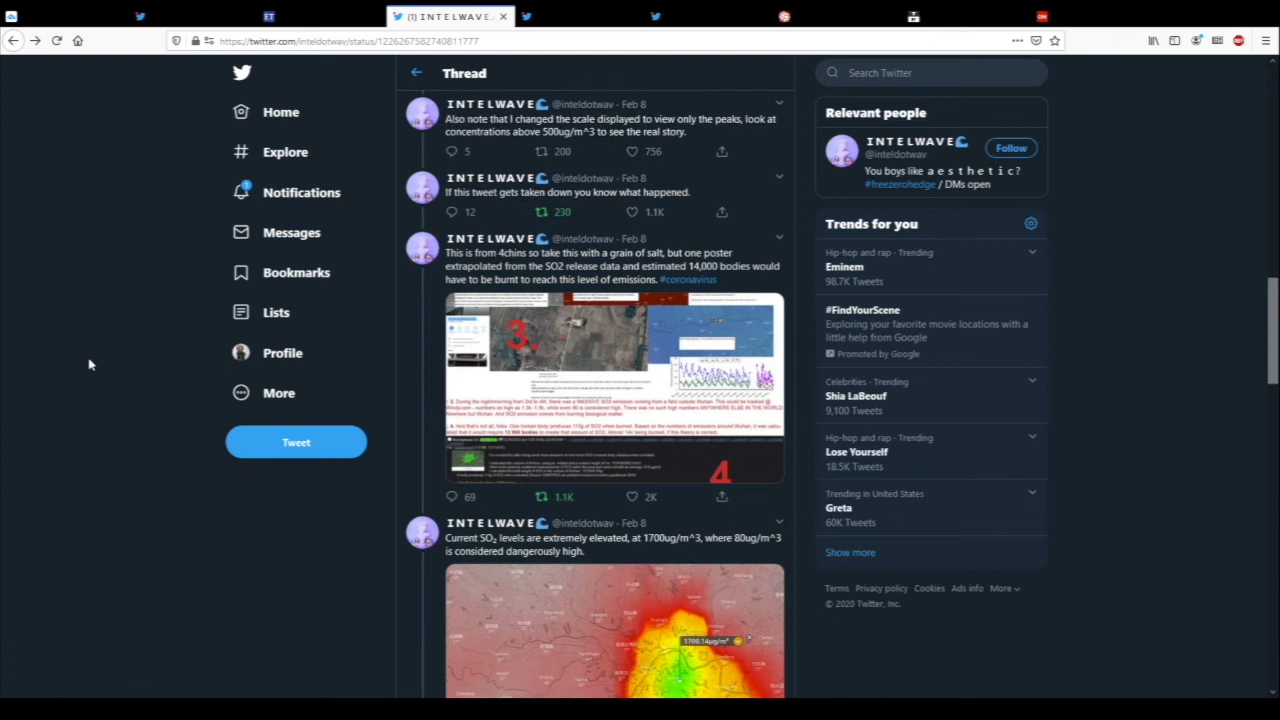 ET
(1) I N T E L W A V E
https://twitter.com/inteldotwav/status/1226267582740811777
Home
Explore
1
Notifications
Messages
Bookmarks
Lists
Profile
More
Tweet
Thread
I N T E L W A V E🌊 @inteldotwav · Feb 8
Also note that I changed the scale displayed to view only the peaks, look at
concentrations above 500ug/m^3 to see the real story.
5 200 756
I N T E L W A V E🌊 @inteldotwav · Feb 8
If this tweet gets taken down you know what happened.
12 230 1.1K
I N T E L W A V E🌊 @inteldotwav · Feb 8
This is from 4chins so take this with a grain of salt, but one poster
extrapolated from the SO2 release data and estimated 14,000 bodies would
have to be burnt to reach this level of emissions. #coronavirus
3.
4
69 1.1K 2K
I N T E L W A V E🌊 @inteldotwav · Feb 8
Current SO₂ levels are extremely elevated, at 1700ug/m^3, where 80ug/m^3
is considered dangerously high.
1700.14µg/m³
Search Twitter
Relevant people
I N T E L W A V E🌊
@inteldotwav
Follow
You boys like a e s t h e t i c ?
#freezerohedge / DMs open
Trends for you
Hip-hop and rap · Trending
Eminem
98.7K Tweets
#FindYourScene
Exploring your favorite movie locations with a
little help from Google
Promoted by Google
Celebrities · Trending
Shia LaBeouf
9,100 Tweets
Hip-hop and rap · Trending
Lose Yourself
18.5K Tweets
Trending in United States
Greta
60K Tweets
Show more
Terms Privacy policy Cookies Ads info More
© 2020 Twitter, Inc.